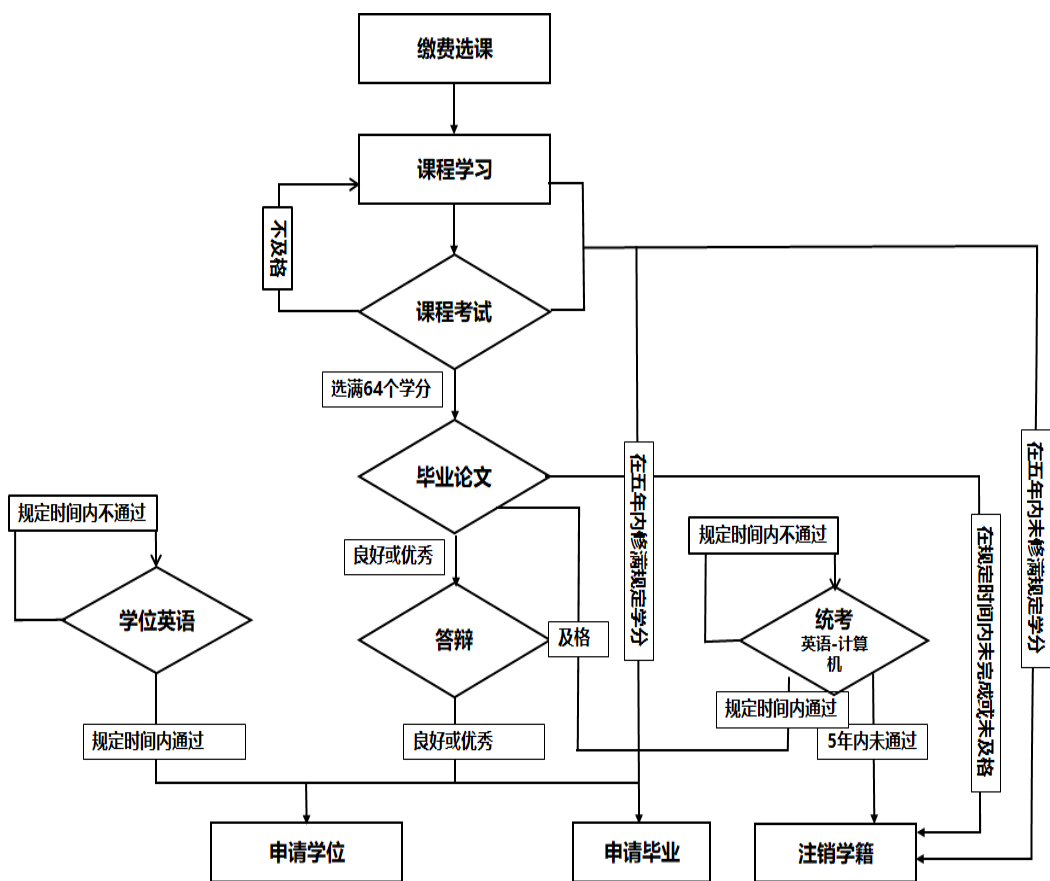 缴费选课
课程学习
不及格
课程考试
选满64个学分
毕业论文
在五年内修满规定学分
在五年内未修满规定学分
规定时间内不通过
在规定时间内未完成或未及格
规定时间内不通过
良好或优秀
学位英语
答辩
及格
统考
英语-计算
机
规定时间内通过
规定时间内通过
良好或优秀
5年内未通过
申请学位
申请毕业
注销学籍